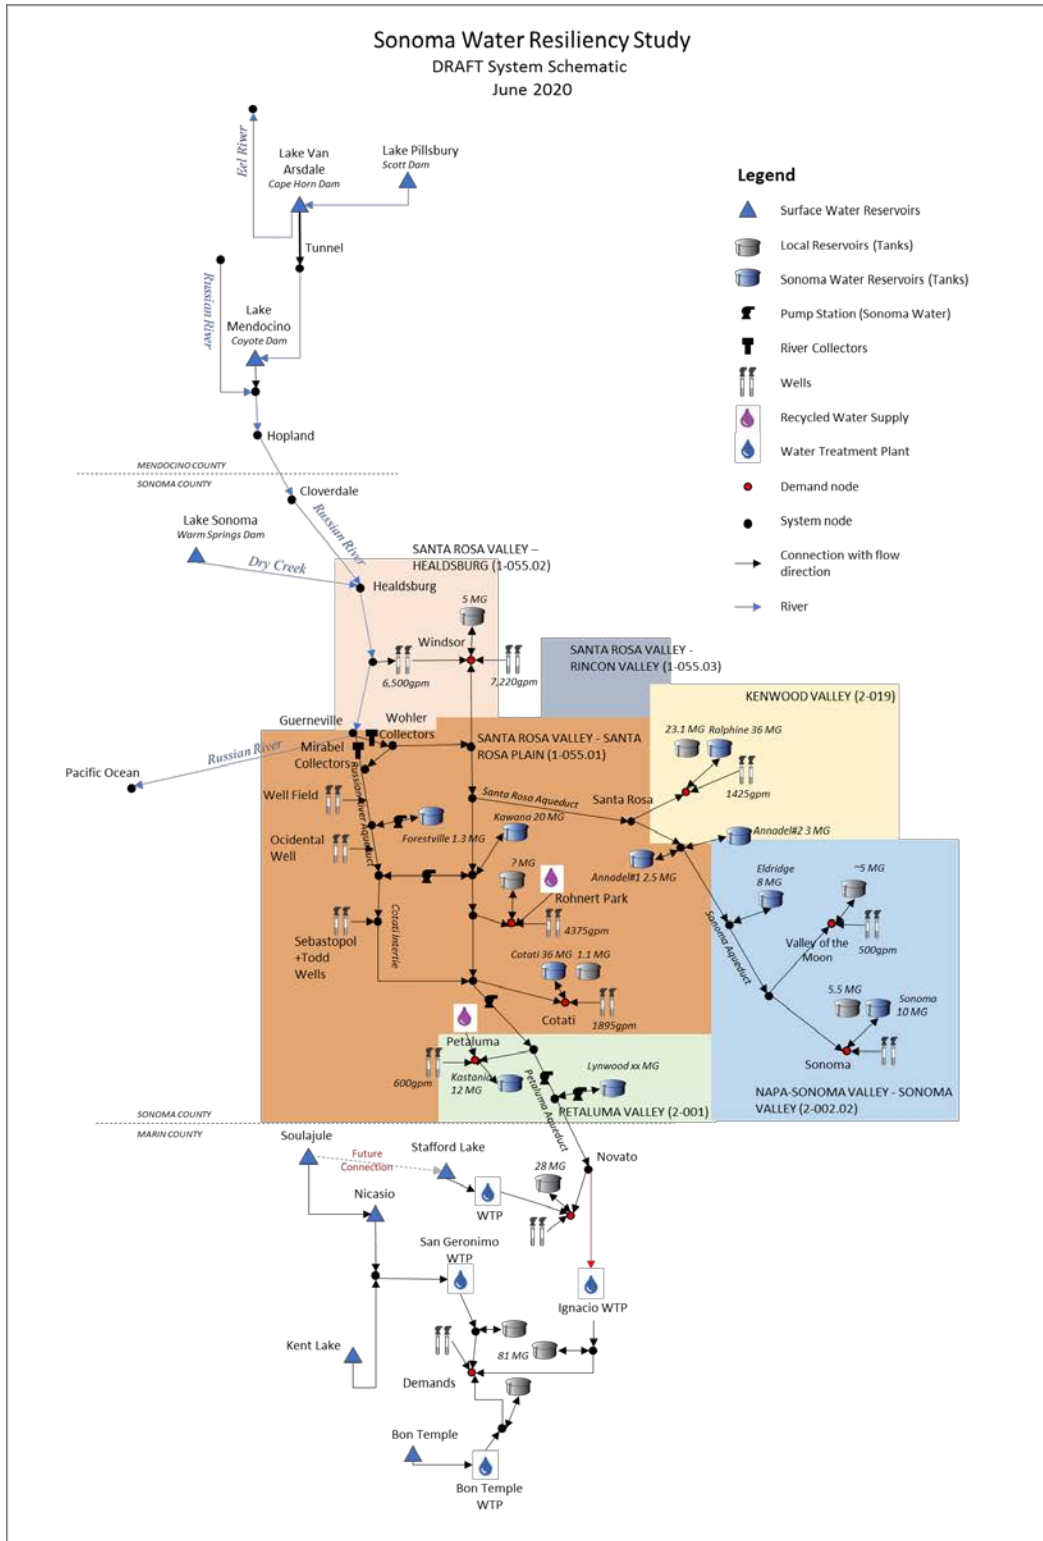 Sonoma Water Resiliency Study
DRAFT System Schematic
June 2020
Eel River
Lake Van
Arsdale
Cape Horn Dam
Lake Pillsbury
Scott Dam
Tunnel
Russian River
Lake
Mendocino
Coyote Dam
Hopland
MENDOCINO COUNTY
SONOMA COUNTY
Cloverdale
Lake Sonoma
Warm Springs Dam
Dry Creek
Russian River
Healdsburg
Legend
Surface Water Reservoirs
Local Reservoirs (Tanks)
Sonoma Water Reservoirs (Tanks)
Pump Station (Sonoma Water)
River Collectors
Wells
Recycled Water Supply
Water Treatment Plant
Demand node
System node
Connection with flow
direction
River
SANTA ROSA VALLEY –
HEALDSBURG (1-055.02)
5 MG
Windsor
6,500gpm
7,220gpm
SANTA ROSA VALLEY -
RINCON VALLEY (1-055.03)
KENWOOD VALLEY (2-019)
Guerneville
Wohler
Collectors
Mirabel
Collectors
Russian River
Pacific Ocean
SANTA ROSA VALLEY - SANTA
ROSA PLAIN (1-055.01)
23.1 MG
Ralphine 36 MG
1425gpm
Santa Rosa Aqueduct
Santa Rosa
Well Field
Russian River Aqueduct
Forestville 1.3 MG
Kawana 20 MG
Ocidental
Well
Annadel#2 3 MG
Annadel#1 2.5 MG
? MG
Rohnert Park
4375gpm
Eldridge
8 MG
~5 MG
Valley of the
Moon
500gpm
Sonoma Aqueduct
Sebastopol
+Todd
Wells
Cotati Intertie
Cotati 36 MG
1.1 MG
Cotati
1895gpm
5.5 MG
Sonoma
10 MG
Sonoma
Petaluma
600gpm
Kastania
12 MG
Lynwood xx MG
Petaluma Aqueduct
PETALUMA VALLEY (2-001)
NAPA-SONOMA VALLEY - SONOMA
VALLEY (2-002.02)
SONOMA COUNTY
MARIN COUNTY
Soulajule
Future
Connection
Stafford Lake
Novato
28 MG
WTP
Nicasio
San Geronimo
WTP
Ignacio WTP
Kent Lake
81 MG
Demands
Bon Temple
Bon Temple
WTP